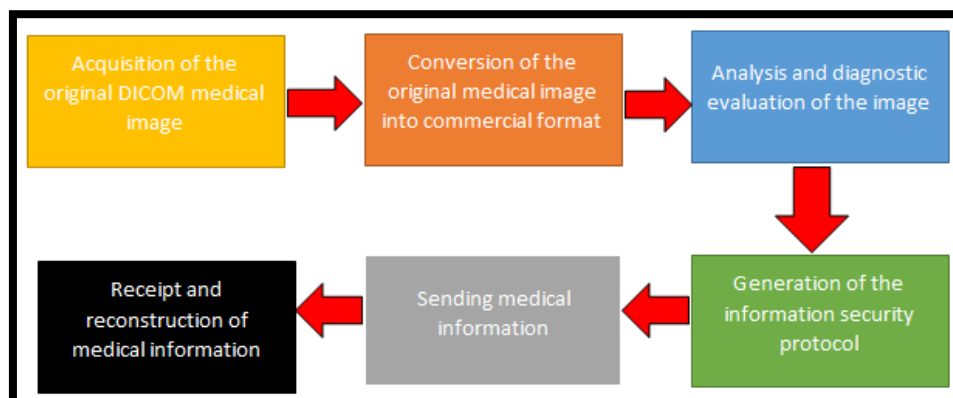 Acquisition of the
original DICOM medical
image
Conversion of the
original medical image
into commercial format
Analysis and diagnostic
evaluation of the image
Generation of the
information security
protocol
Sending medical
information
Receipt and
reconstruction of
medical information